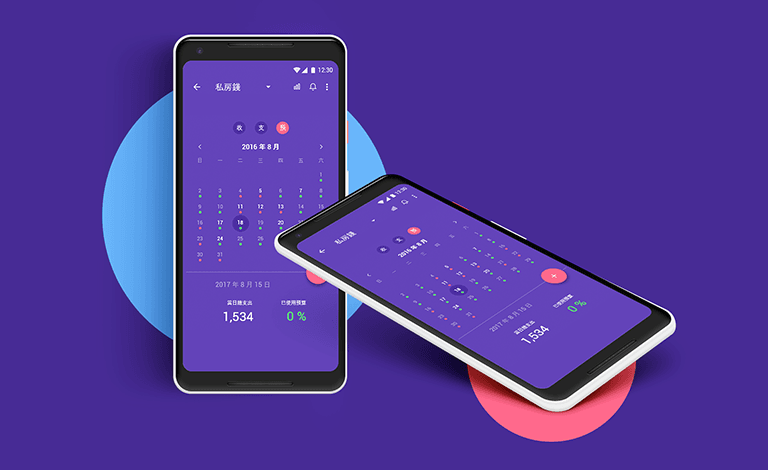 12:30
私房錢
收 支 預
2016 年 8 月
日 一 二 三 四 五 六
1
2 3 4 5 6 7 8
9 10 11 12 13 14 15
16 17 18 19 20
23 24 25 26
30 31
2017 年 8 月 15 日
當日總支出 已使用預算
1,534 0 %
12:30
私房錢
收 支 預
2016 年 8 月
2017 年 8 月 15 日
當日總支出 已使用預算
1,534 0 %